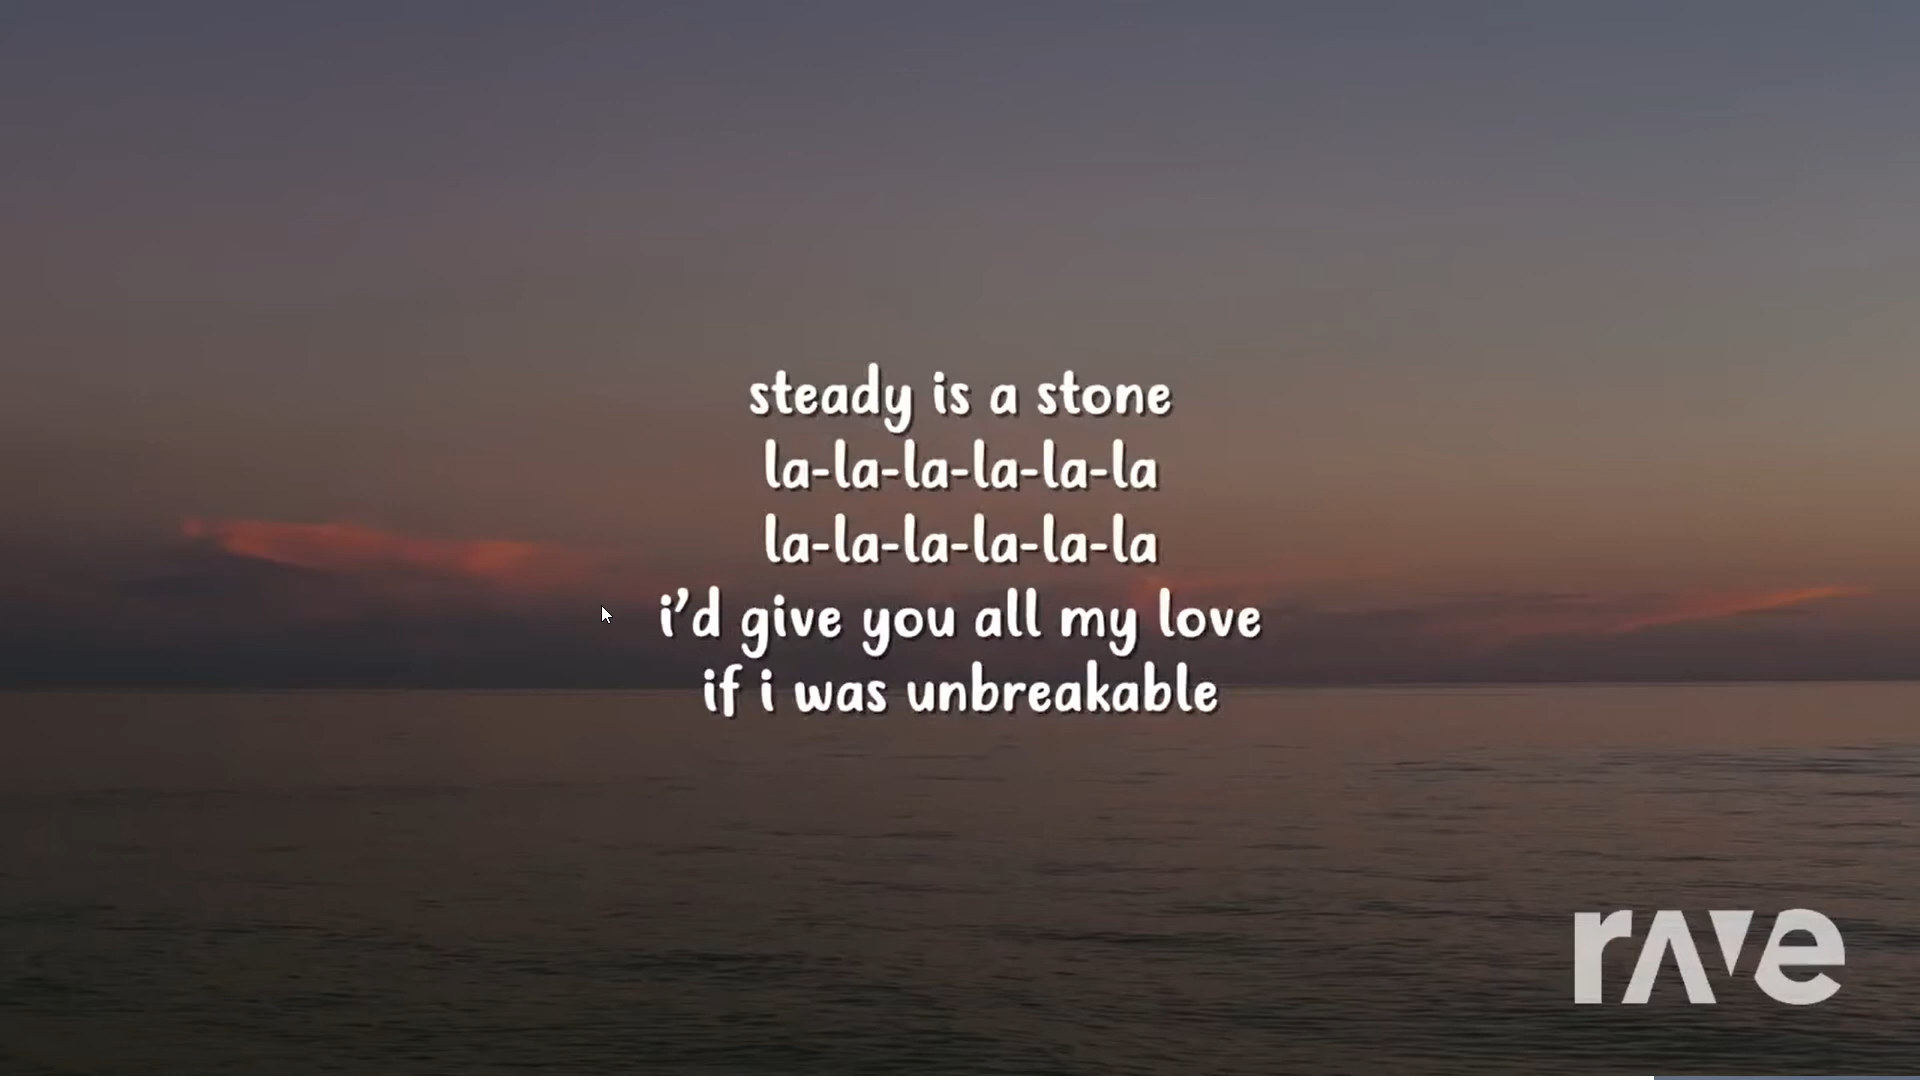 steady is a stone
la-la-la-la-la-la
la-la-la-la-la-la
i'd give you all my love
if i was unbreakable
rave